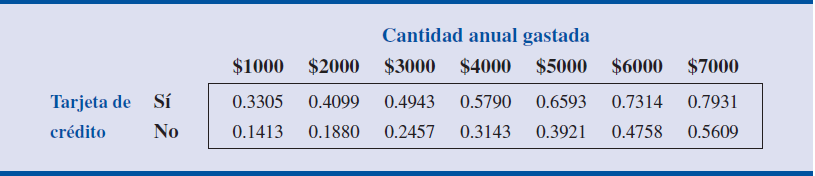 Cantidad anual gastada
$1000 $2000 $3000 $4000 $5000 $6000 $7000
Tarjeta de Sí 0.3305 0.4099 0.4943 0.5790 0.6593 0.7314 0.7931
crédito No 0.1413 0.1880 0.2457 0.3143 0.3921 0.4758 0.5609